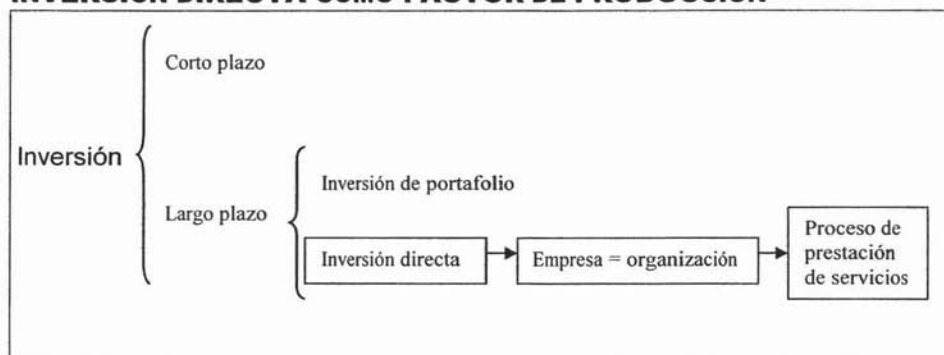 INVERSIÓN DIRECTA COMO FACTOR DE PRODUCCIÓN
Corto plazo
Inversión
Largo plazo
Inversión de portafolio
Inversión directa
Empresa = organización
Proceso de
prestación
de servicios